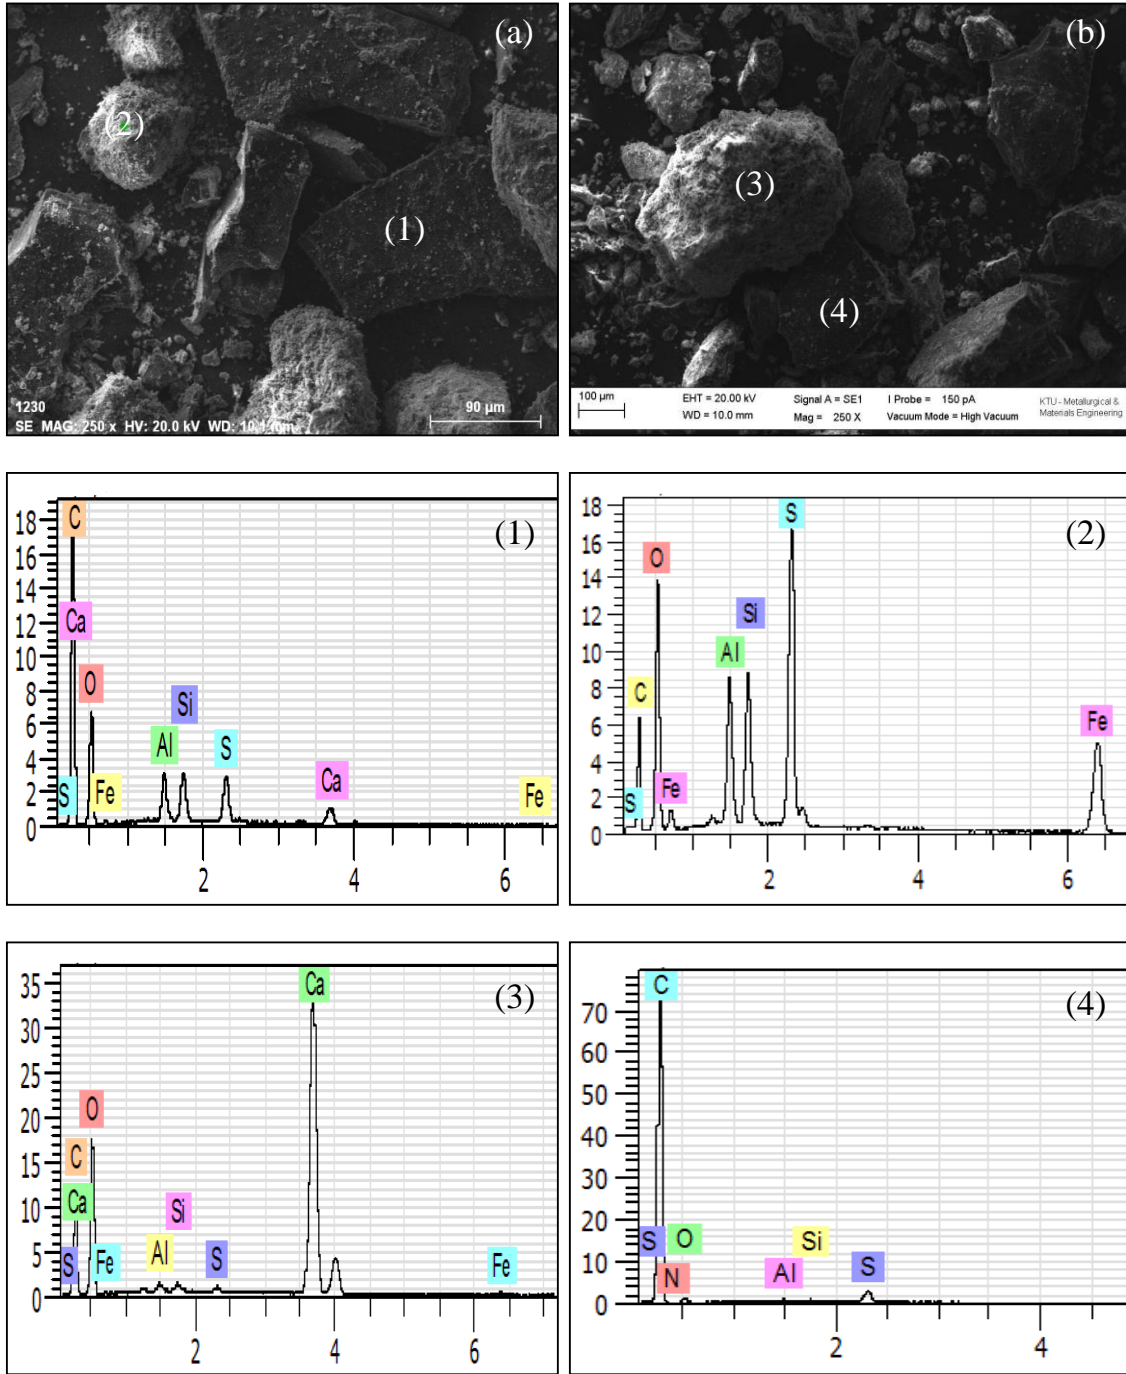 (a)
(2)
(1)
1230
90 µm
SE MAG: 250 x HV: 20.0 kV WD: 10.1 mm
(b)
(3)
(4)
100 µm
EHT = 20.00 kV
Signal A = SE1
I Probe = 150 pA
KTU - Metallurgical &
WD = 10.0 mm
Mag = 250 X
Vacuum Mode = High Vacuum
Materials Engineering
(1)
C
Ca
O
Si
Al
S
Ca
S
Fe
Fe
18
16
14
12
10
8
6
4
2
0
2
4
6
(2)
S
O
Si
Al
C
Fe
S
Fe
18
16
14
12
10
8
6
4
2
0
2
4
6
(3)
Ca
O
C
Ca
Si
Al
S
S
Fe
Fe
35
30
25
20
15
10
5
0
2
4
(4)
C
S
O
Si
N
Al
S
70
60
50
40
30
20
10
0
2
4